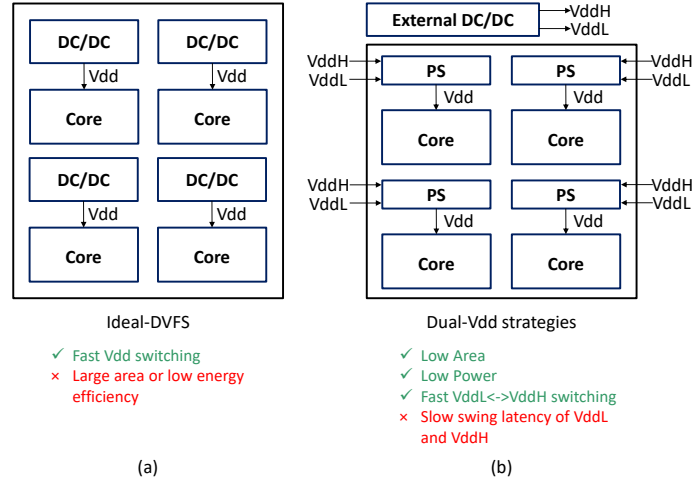 DC/DC
DC/DC
Vdd
Vdd
Core
Core
DC/DC
DC/DC
Vdd
Vdd
Core
Core
Ideal-DVFS
✓ Fast Vdd switching
× Large area or low energy
efficiency
(a)
External DC/DC
VddH
VddL
VddH
VddL
PS
PS
VddH
VddL
Vdd
Vdd
Core
Core
VddH
VddL
PS
PS
VddH
VddL
Vdd
Vdd
Core
Core
Dual-Vdd strategies
✓ Low Area
✓ Low Power
✓ Fast VddL<->VddH switching
× Slow swing latency of VddL
and VddH
(b)